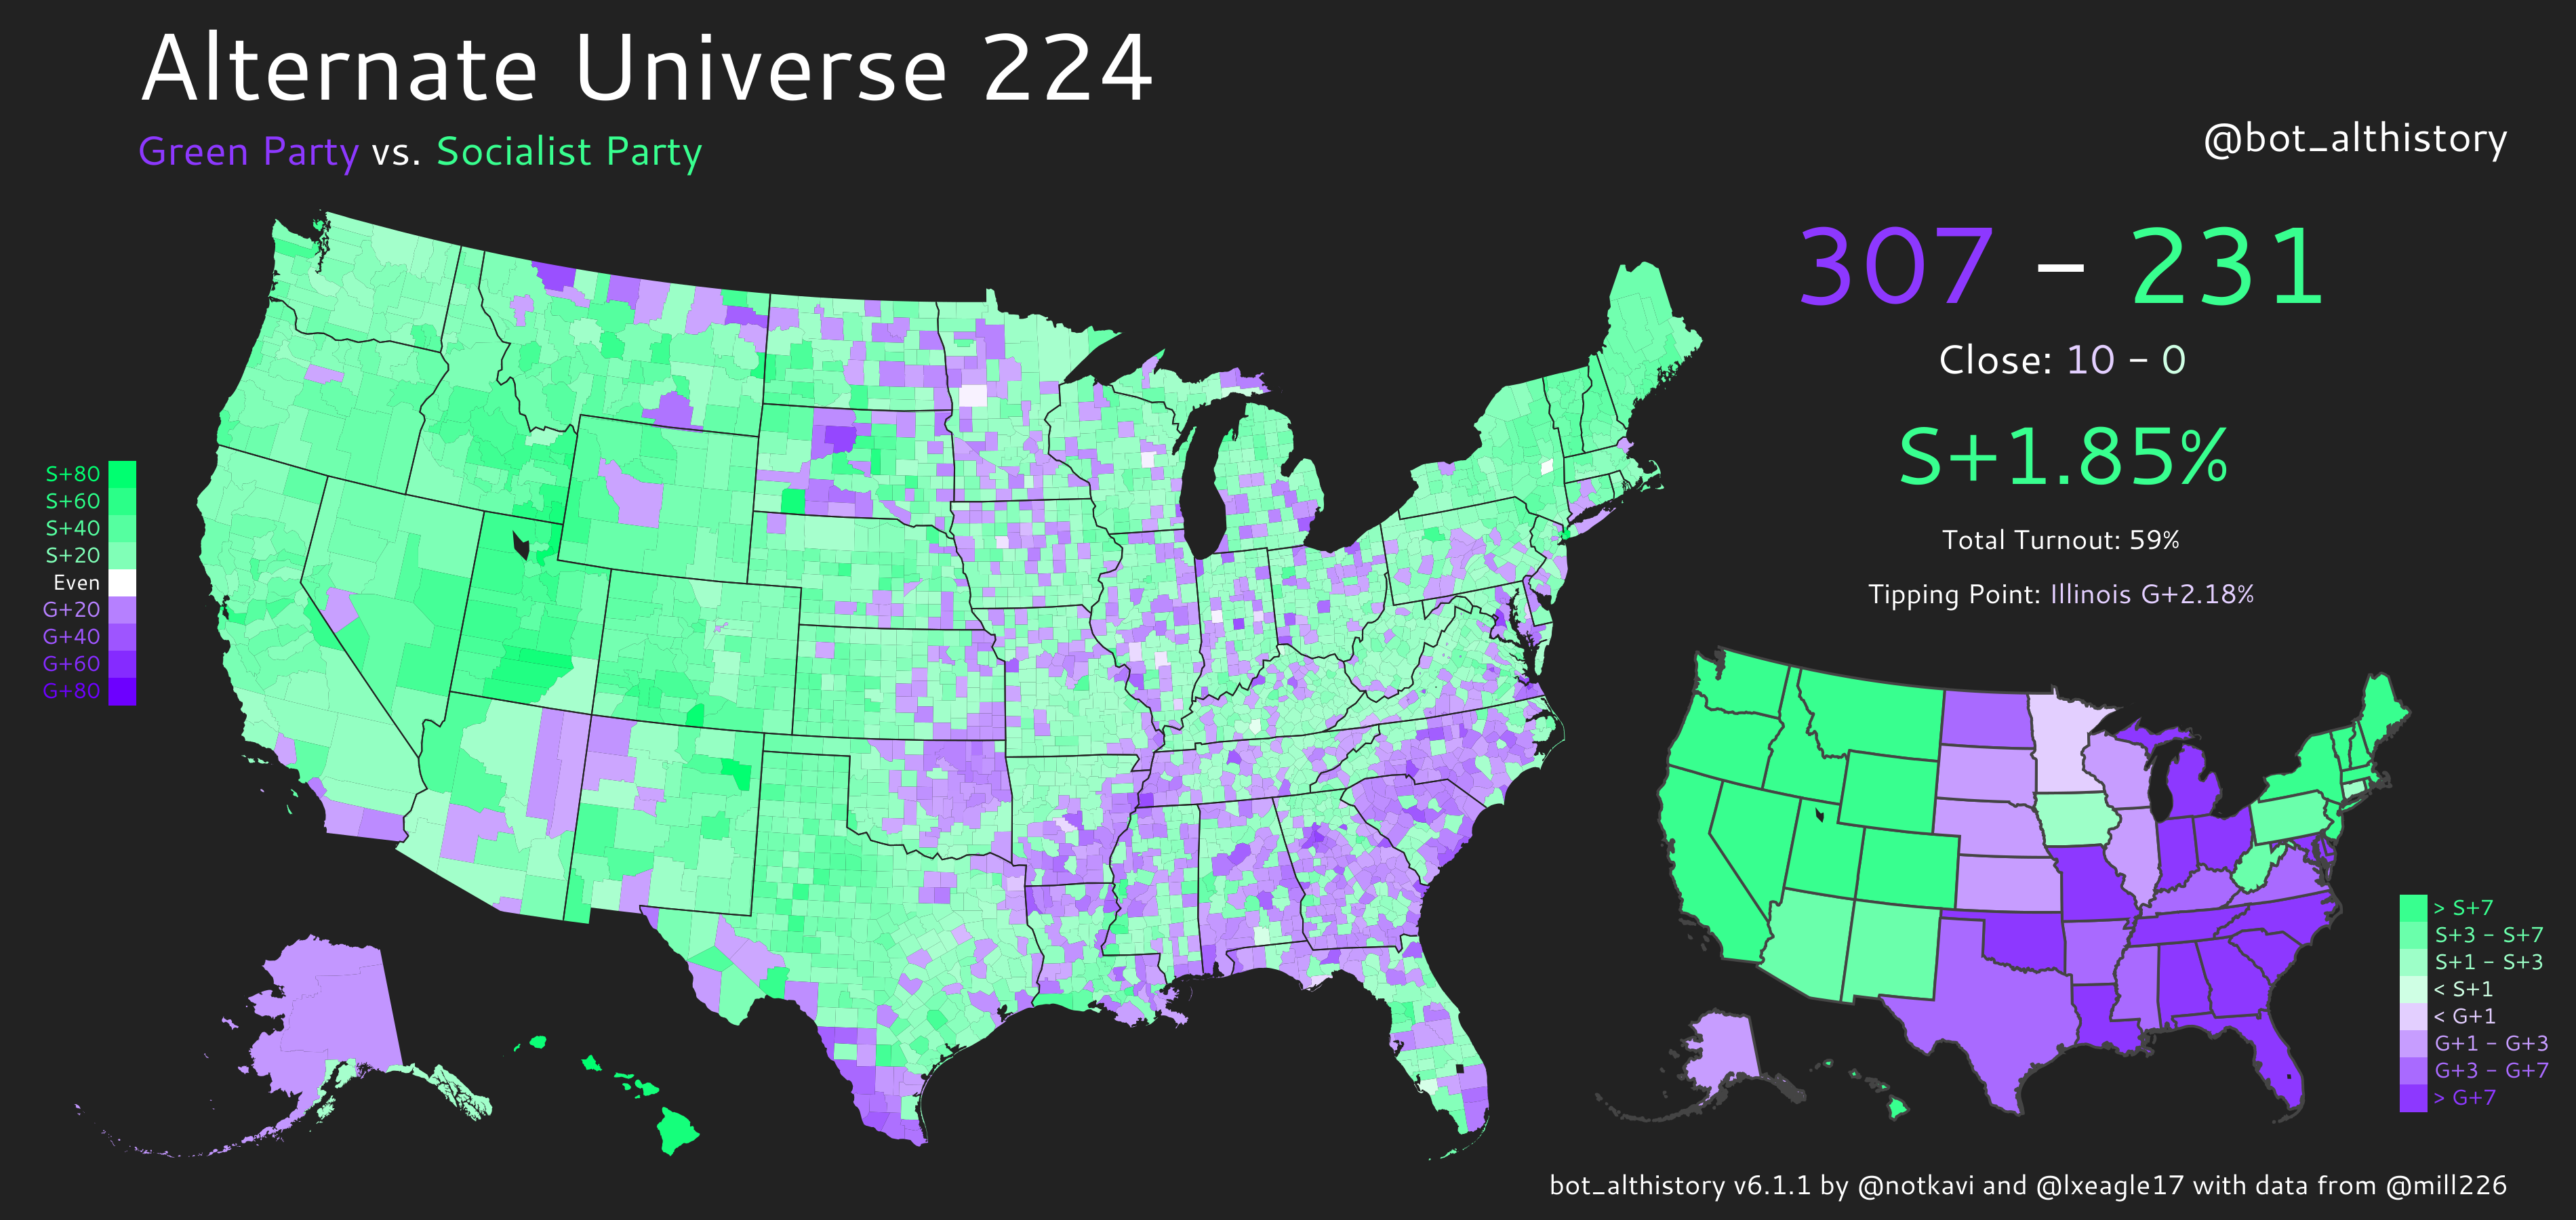 Alternate Universe 224
Green Party vs. Socialist Party
@bot_althistory
307 – 231
Close: 10 – 0
S+1.85%
Total Turnout: 59%
Tipping Point: Illinois G+2.18%
S+80
S+60
S+40
S+20
Even
G+20
G+40
G+60
G+80
> S+7
S+3 – S+7
S+1 – S+3
< S+1
< G+1
G+1 – G+3
G+3 – G+7
> G+7
bot_althistory v6.1.1 by @notkavi and @lxeagle17 with data from @mill226